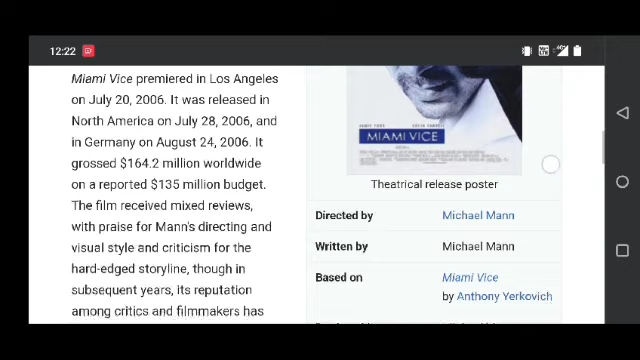 12:22
Miami Vice premiered in Los Angeles
on July 20, 2006. It was released in
North America on July 28, 2006, and
in Germany on August 24, 2006. It
grossed $164.2 million worldwide
on a reported $135 million budget.
The film received mixed reviews,
with praise for Mann's directing and
visual style and criticism for the
hard-edged storyline, though in
subsequent years, its reputation
among critics and filmmakers has
MIAMI VICE
Theatrical release poster
Directed by Michael Mann
Written by Michael Mann
Based on Miami Vice
by Anthony Yerkovich